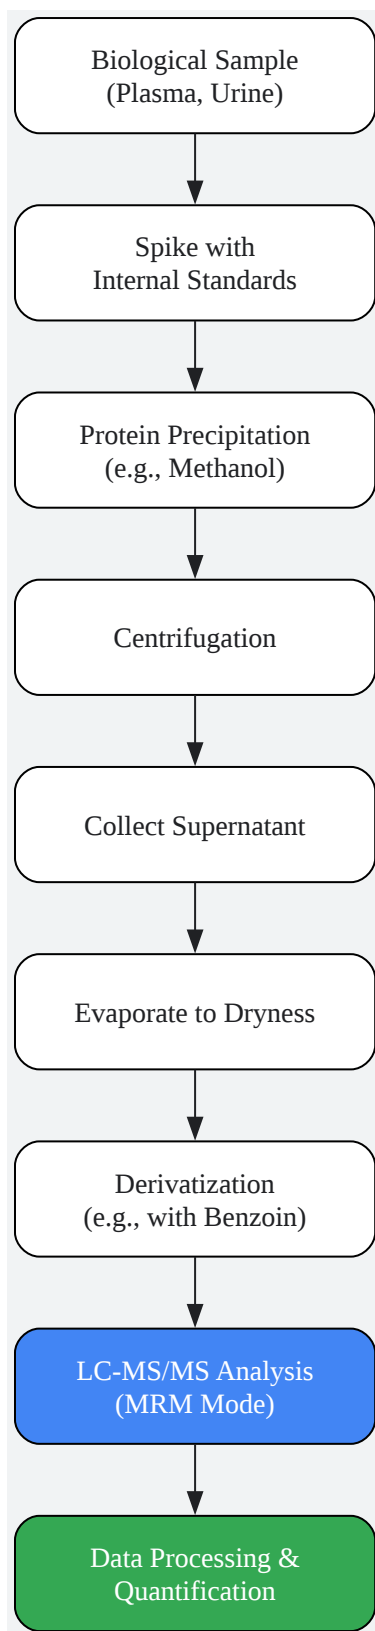 Biological Sample
(Plasma, Urine)
Spike with
Internal Standards
Protein Precipitation
(e.g., Methanol)
Centrifugation
Collect Supernatant
Evaporate to Dryness
Derivatization
(e.g., with Benzoin)
LC-MS/MS Analysis
(MRM Mode)
Data Processing &
Quantification